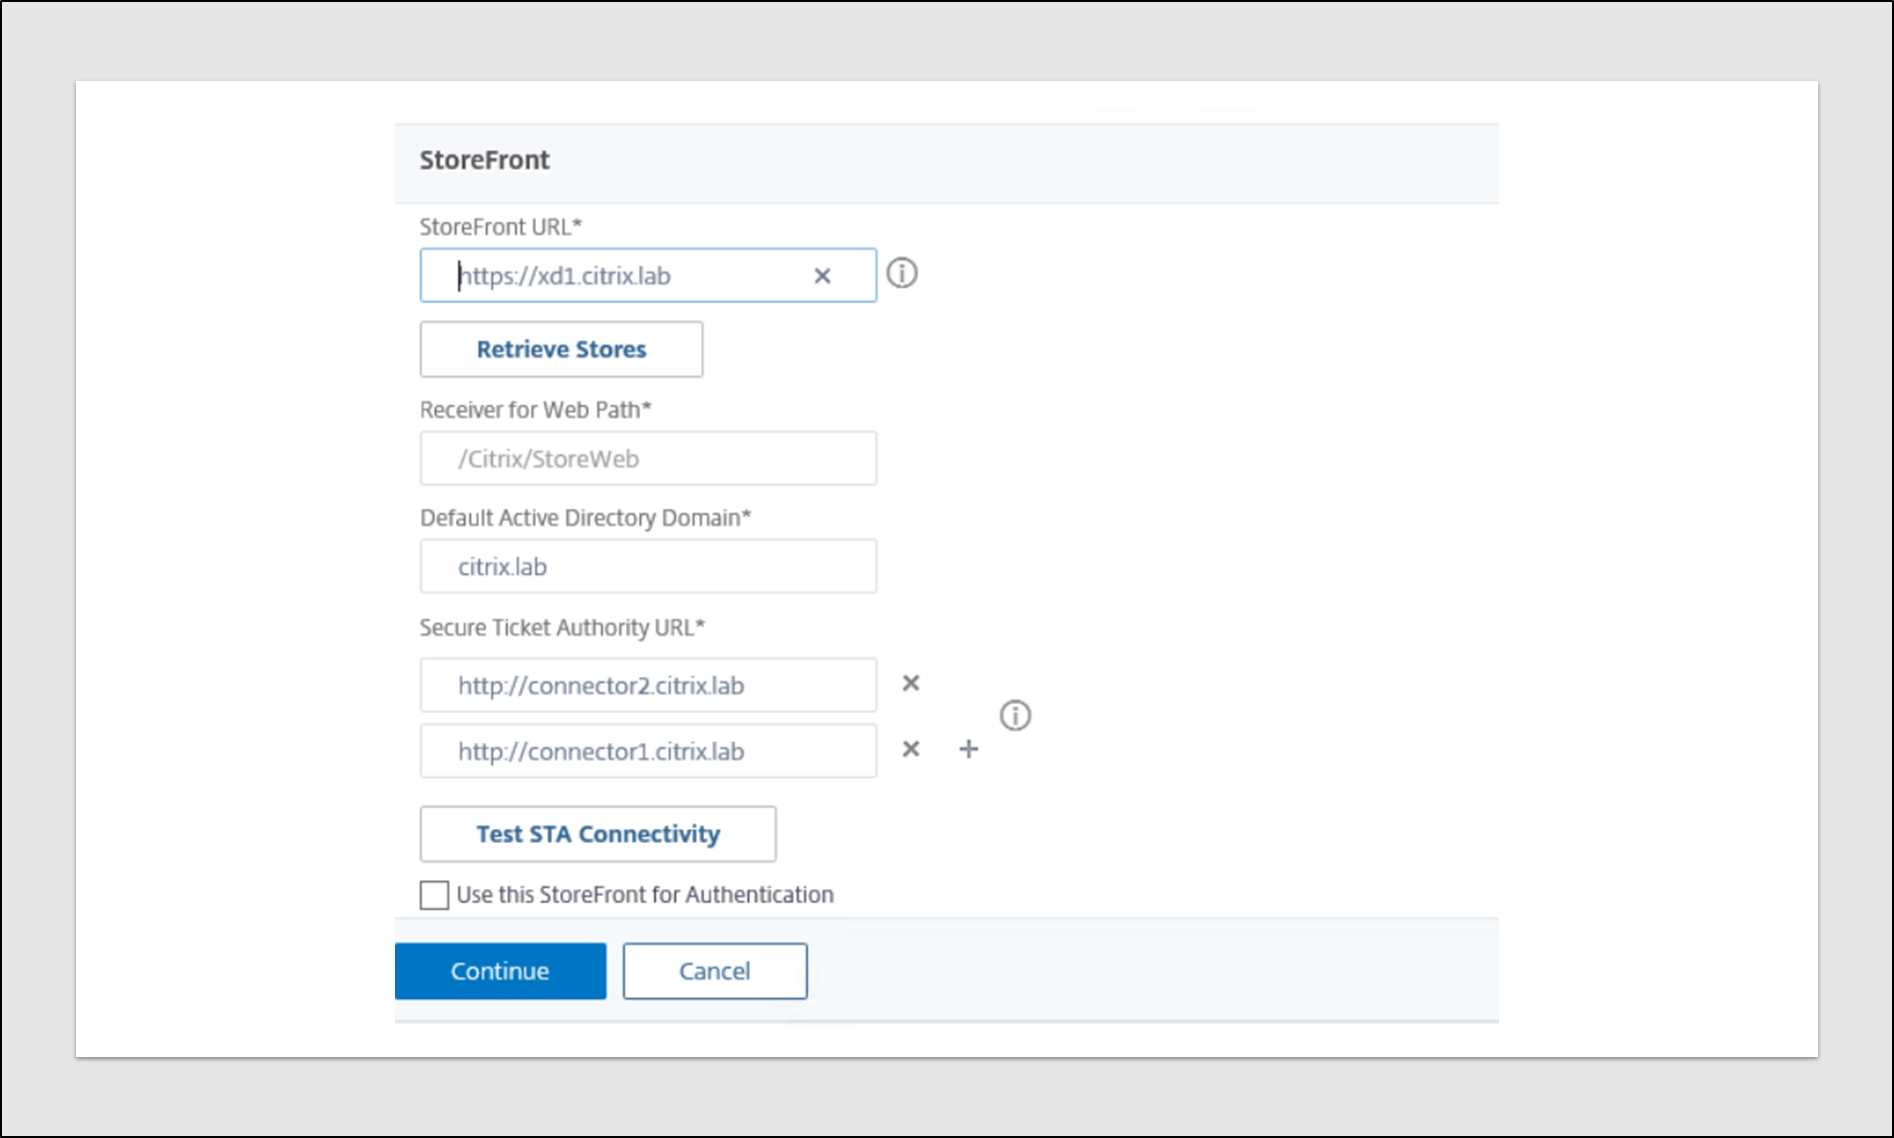 StoreFront
StoreFront URL*
https://xd1.citrix.lab
Retrieve Stores
Receiver for Web Path*
/Citrix/StoreWeb
Default Active Directory Domain*
citrix.lab
Secure Ticket Authority URL*
http://connector2.citrix.lab
http://connector1.citrix.lab
Test STA Connectivity
Use this StoreFront for Authentication
Continue Cancel